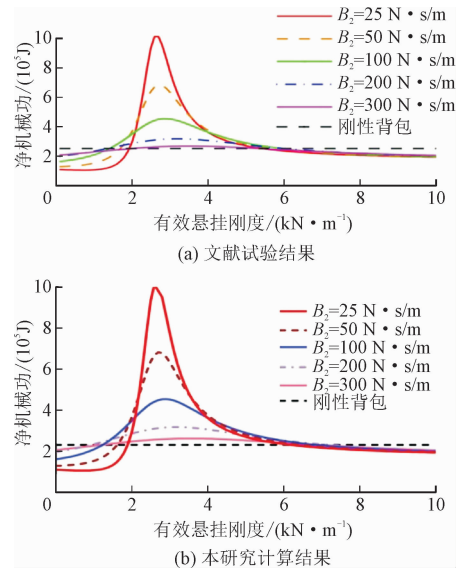 10
8
6
4
2
0
2
4
6
8
10
净机械功/(10⁵J)
B₂=25 N·s/m
B₂=50 N·s/m
B₂=100 N·s/m
B₂=200 N·s/m
B₂=300 N·s/m
刚性背包
有效悬挂刚度/(kN·m⁻¹)
(a) 文献试验结果
10
8
6
4
2
0
2
4
6
8
10
净机械功/(10⁵J)
B₂=25 N·s/m
B₂=50 N·s/m
B₂=100 N·s/m
B₂=200 N·s/m
B₂=300 N·s/m
刚性背包
有效悬挂刚度/(kN·m⁻¹)
(b) 本研究计算结果